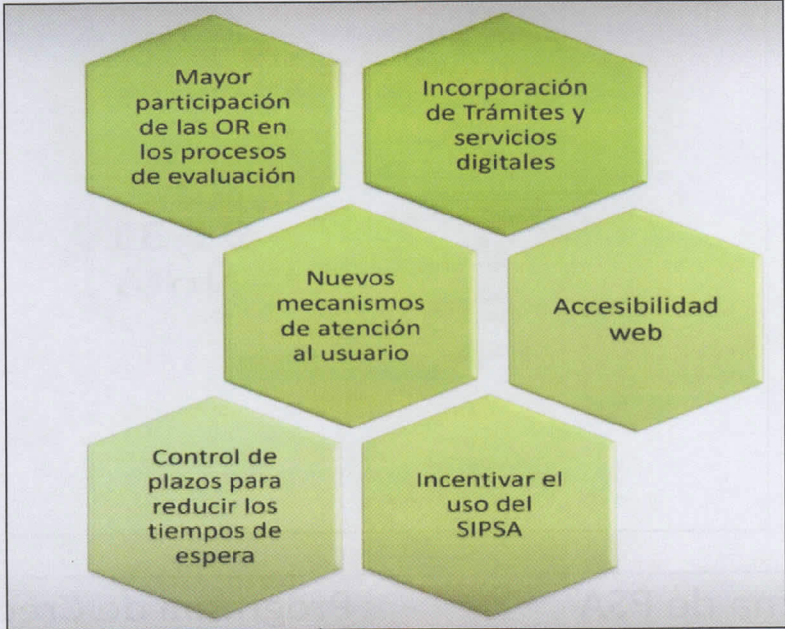 Mayor
participación
de las OR en
los procesos
de evaluación
Incorporación
de Trámites y
servicios
digitales
Nuevos
mecanismos
de atención
al usuario
Accesibilidad
web
Control de
plazos para
reducir los
tiempos de
espera
Incentivar el
uso del
SIPSA